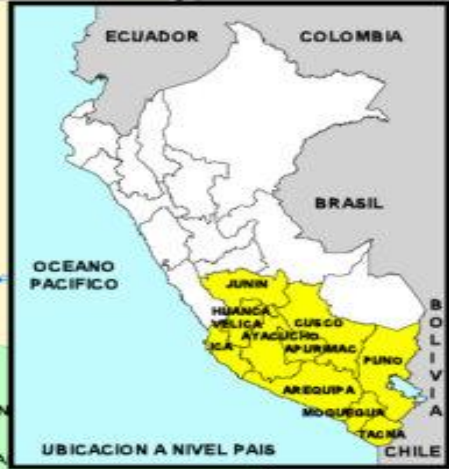 ECUADOR
COLOMBIA
BRASIL
OCEANO
PACIFICO
JUNIN
HUANCA
VELICA
CUSCO
AYACUCHO
ICA
APURIMAC
PUNO
AREQUIPA
MOQUEGUA
TACNA
BOLIVIA
UBICACION A NIVEL PAIS
CHILE